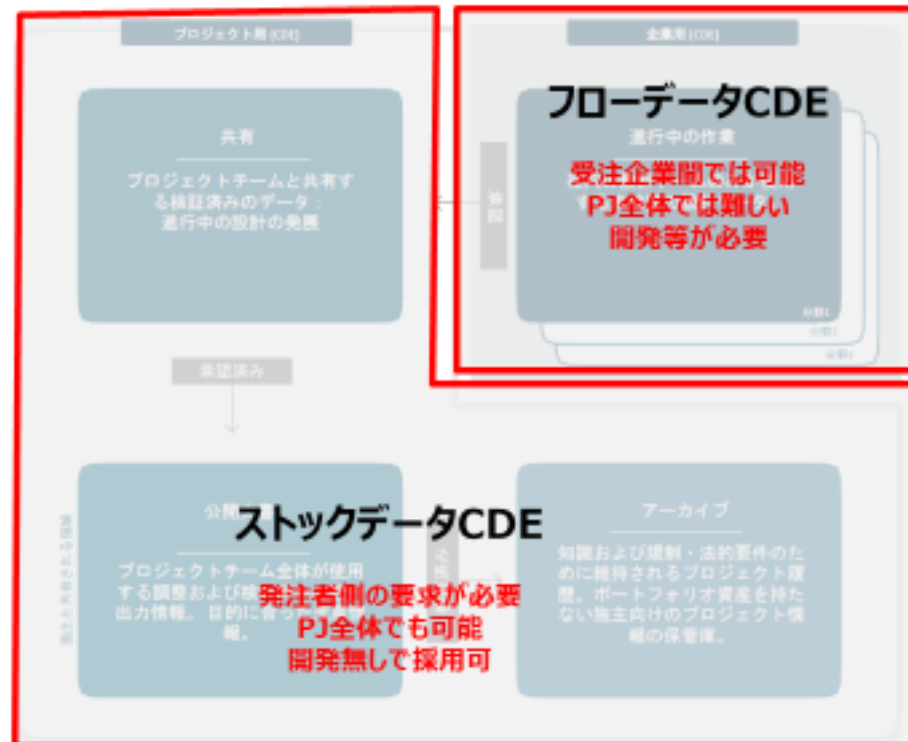 プロジェクト用 (CDE)
企業用 (CDE)
フローデータCDE
共有
進行中の作業
プロジェクトチームと共有す
る検証済みのデータ：
進行中の設計の発展
受注企業間では可能
PJ全体では難しい
開発等が必要
承認済み
ストックデータCDE
アーカイブ
プロジェクトチーム全体が使用
する調整および検
出力情報。目的に合った
報。
発注者側の要求が必要
PJ全体でも可能
開発無しで採用可
知識および規制・法的要件のた
めに維持されるプロジェクト履
歴。ポートフォリオ資産を持た
ない施主向けのプロジェクト情
報の保管庫。